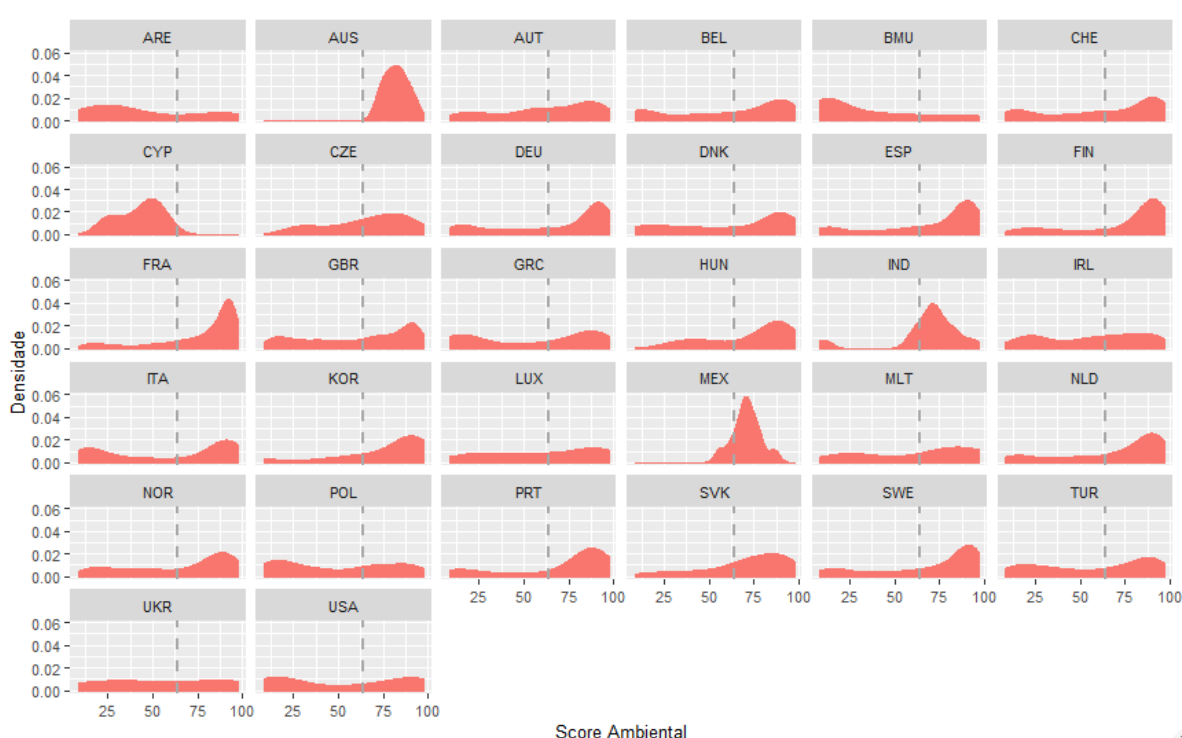 ARE AUS AUT BEL BMU CHE
0.06
0.04
0.02
0.00
CYP CZE DEU DNK ESP FIN
0.06
0.04
0.02
0.00
FRA GBR GRC HUN IND IRL
0.06
0.04
0.02
0.00
Densidade
ITA KOR LUX MEX MLT NLD
0.06
0.04
0.02
0.00
NOR POL PRT SVK SWE TUR
0.06
0.04
0.02
0.00
25 50 75 100 25 50 75 100 25 50 75 100 25 50 75 100
UKR USA
0.06
0.04
0.02
0.00
25 50 75 100 25 50 75 100
Score Ambiental